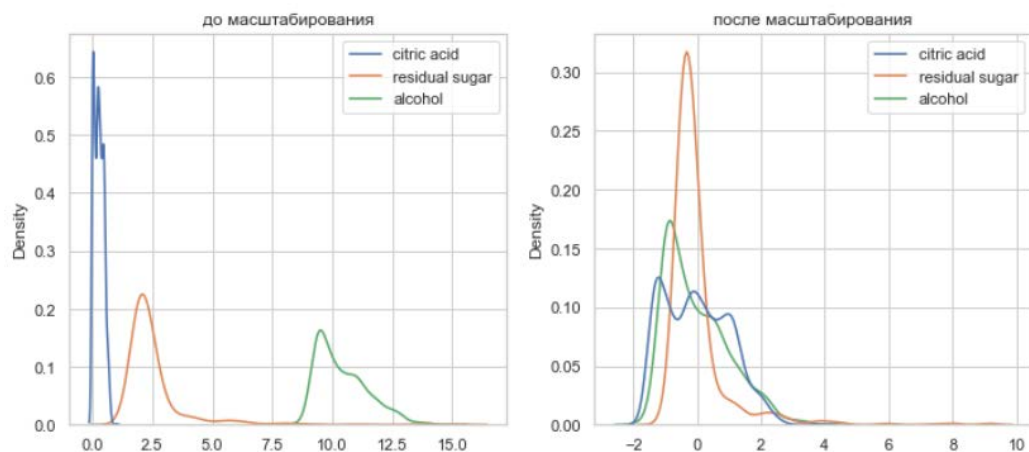 до масштабирования
citric acid
residual sugar
alcohol
Density
0.6
0.5
0.4
0.3
0.2
0.1
0.0
0.0 2.5 5.0 7.5 10.0 12.5 15.0
после масштабирования
citric acid
residual sugar
alcohol
Density
0.30
0.25
0.20
0.15
0.10
0.05
0.00
−2 0 2 4 6 8 10